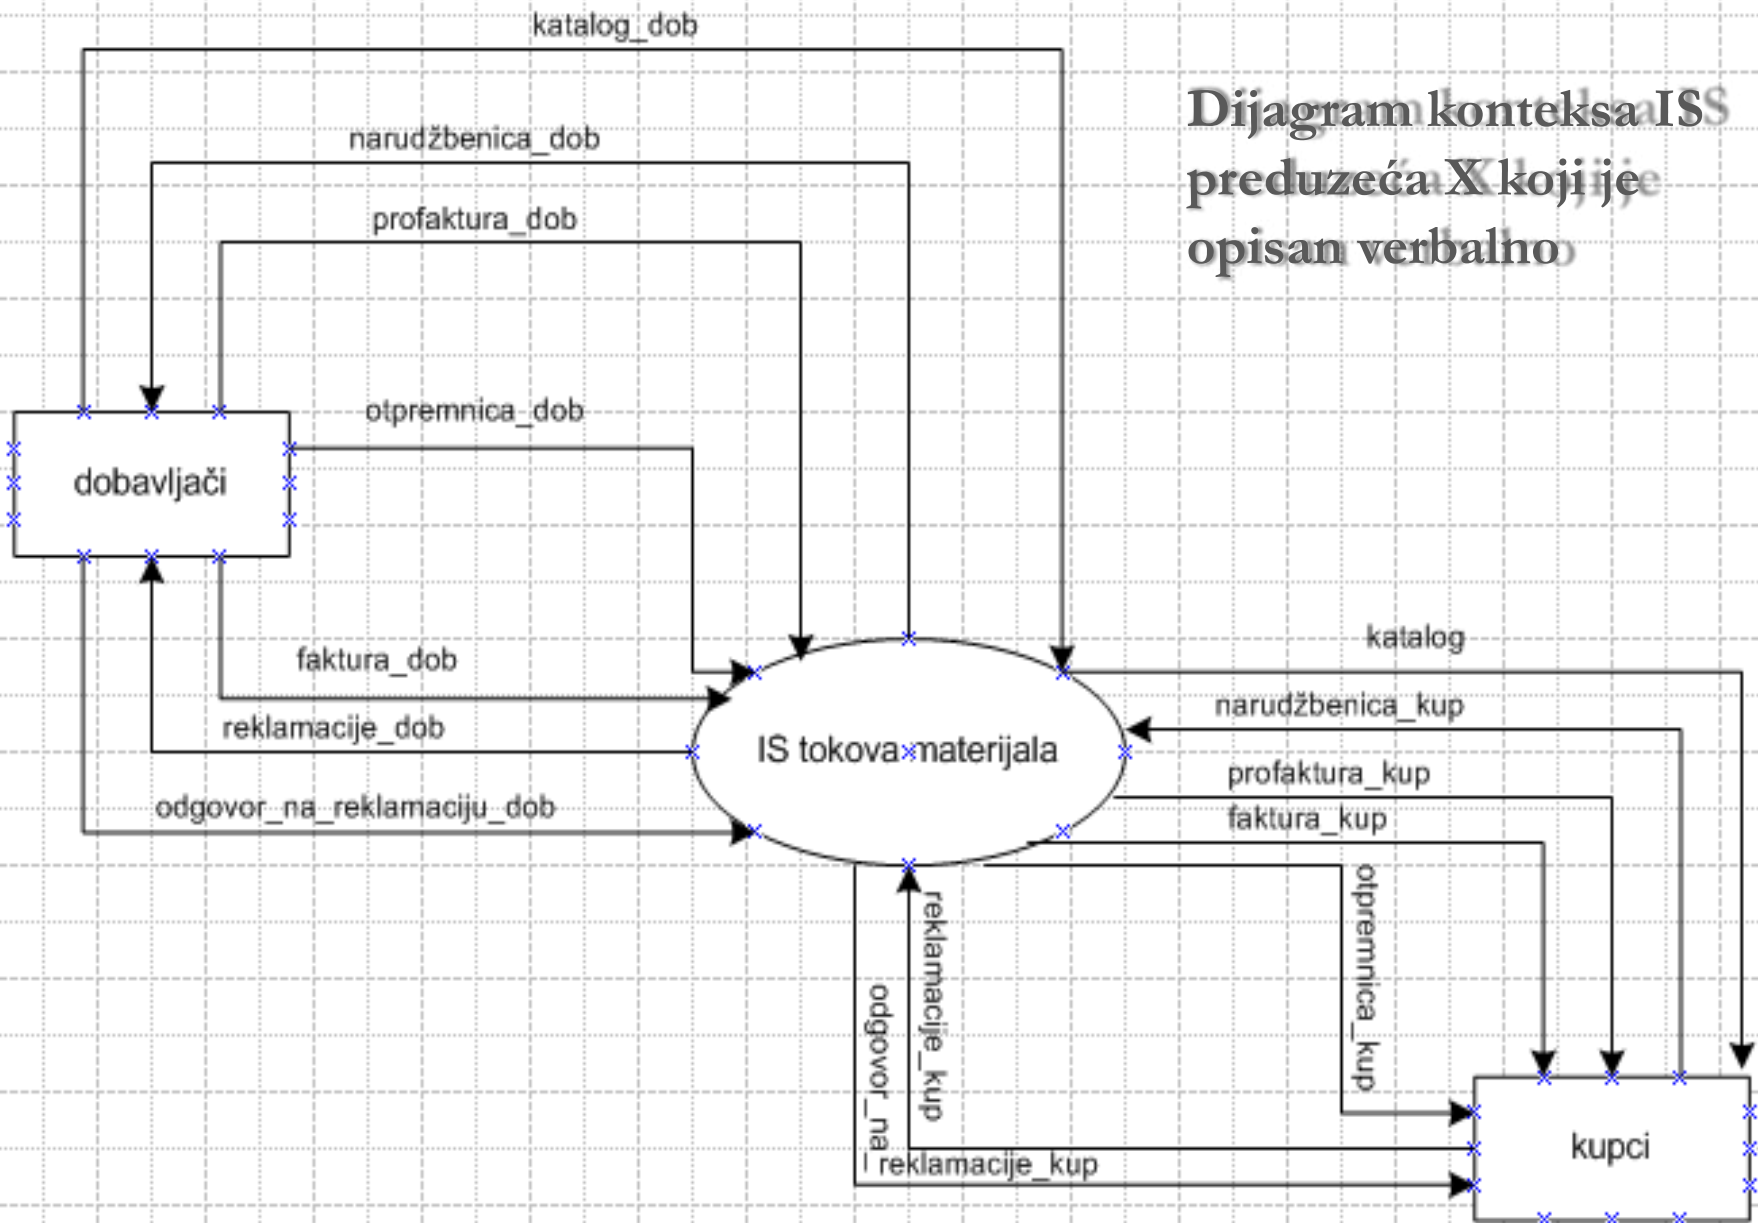 katalog_dob
Dijagram konteksa IS
preduzeća X koji je
opisan verbalno
narudžbenica_dob
profaktura_dob
otpremnica_dob
dobavljači
faktura_dob
reklamacije_dob
odgovor_na_reklamaciju_dob
IS tokova materijala
katalog
narudžbenica_kup
profaktura_kup
faktura_kup
otpremnica_kup
reklamacije_kup
odgovor_na_
reklamacije_kup
kupci